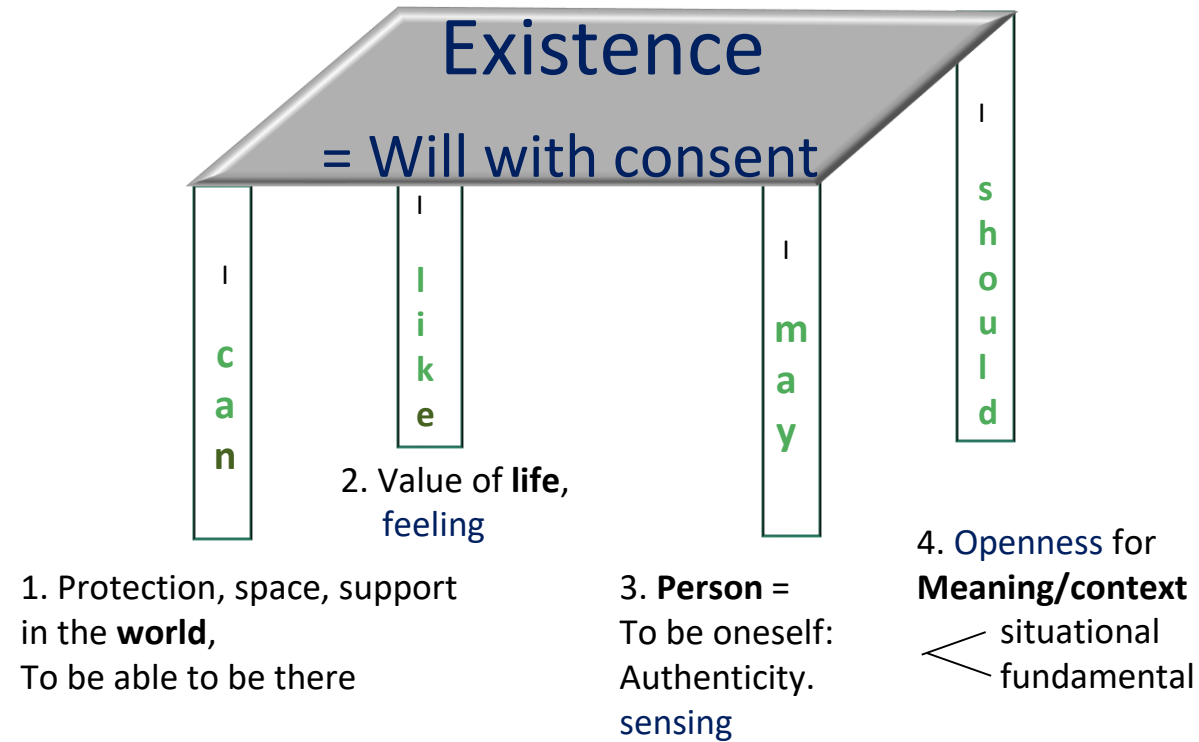 Existence
= Will with consent
I can
I like
I may
I should
1. Protection, space, support
in the world,
To be able to be there
2. Value of life,
feeling
3. Person =
To be oneself:
Authenticity.
sensing
4. Openness for
Meaning/context
situational
fundamental